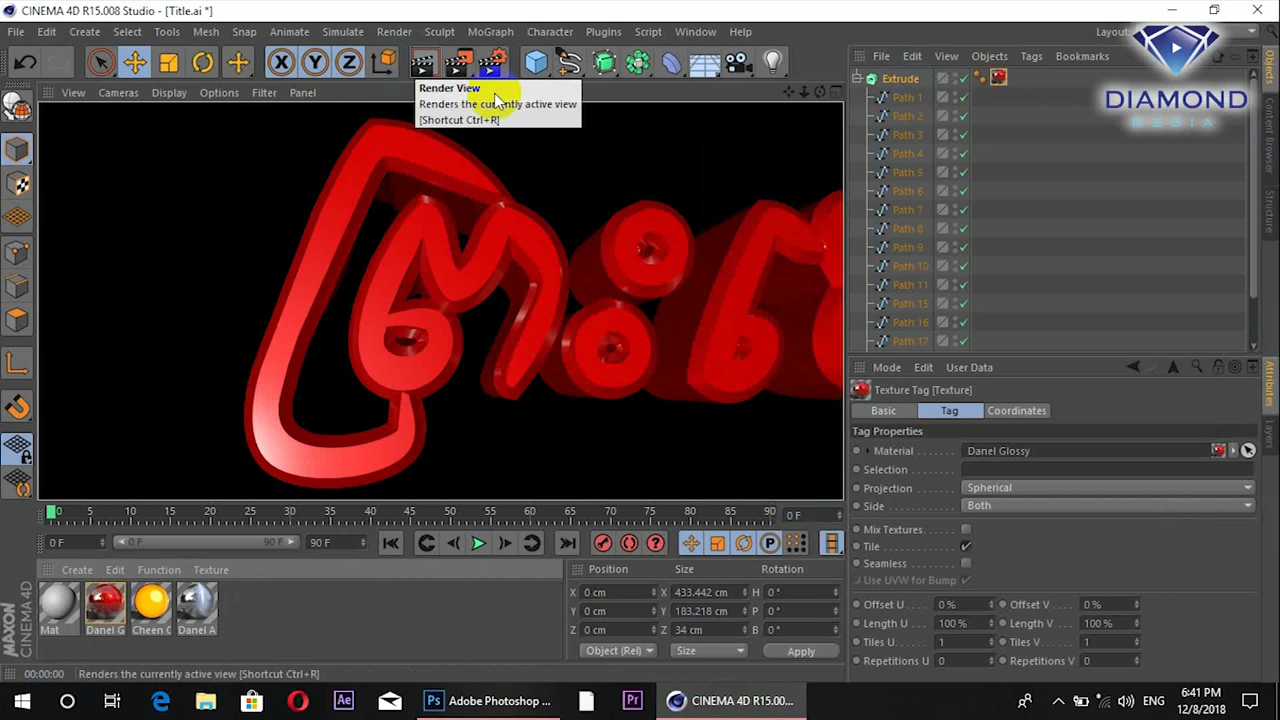 CINEMA 4D R15.008 Studio - [Title.ai *]
File Edit Create Select Tools Mesh Snap Animate Simulate Render Sculpt MoGraph Character Plugins Script Window Help Layout:
File Edit View Objects Tags Bookmarks
DIAMOND
MEDIA
View Cameras Display Options Filter Panel
Render View
Renders the currently active view
[Shortcut Ctrl+R]
Extrude
Path 1
Path 2
Path 3
Path 4
Path 5
Path 6
Path 7
Path 8
Path 9
Path 10
Path 11
Path 15
Path 16
Path 17
Objects
Content Browser
Structure
Attributes
Layers
Mode Edit User Data
Texture Tag [Texture]
Basic Tag Coordinates
Tag Properties
Material Danel Glossy
Selection
Projection Spherical
Side Both
Mix Textures
Tile
Seamless
Use UVW for Bump
Offset U 0 % Offset V 0 %
Length U 100 % Length V 100 %
Tiles U 1 Tiles V 1
Repetitions U 0 Repetitions V 0
0 5 10 15 20 25 30 35 40 45 50 55 60 65 70 75 80 85 90 0 F
0 F 0 F 90 F 90 F
Create Edit Function Texture
Mat Danel G Cheen C Danel A
Position Size Rotation
X 0 cm X 433.442 cm H 0 °
Y 0 cm Y 183.218 cm P 0 °
Z 0 cm Z 34 cm B 0 °
Object (Rel) Size Apply
MAXON
CINEMA 4D
00:00:00 Renders the currently active view [Shortcut Ctrl+R]
Adobe Photoshop ... CINEMA 4D R15.00... ENG 6:41 PM
12/8/2018